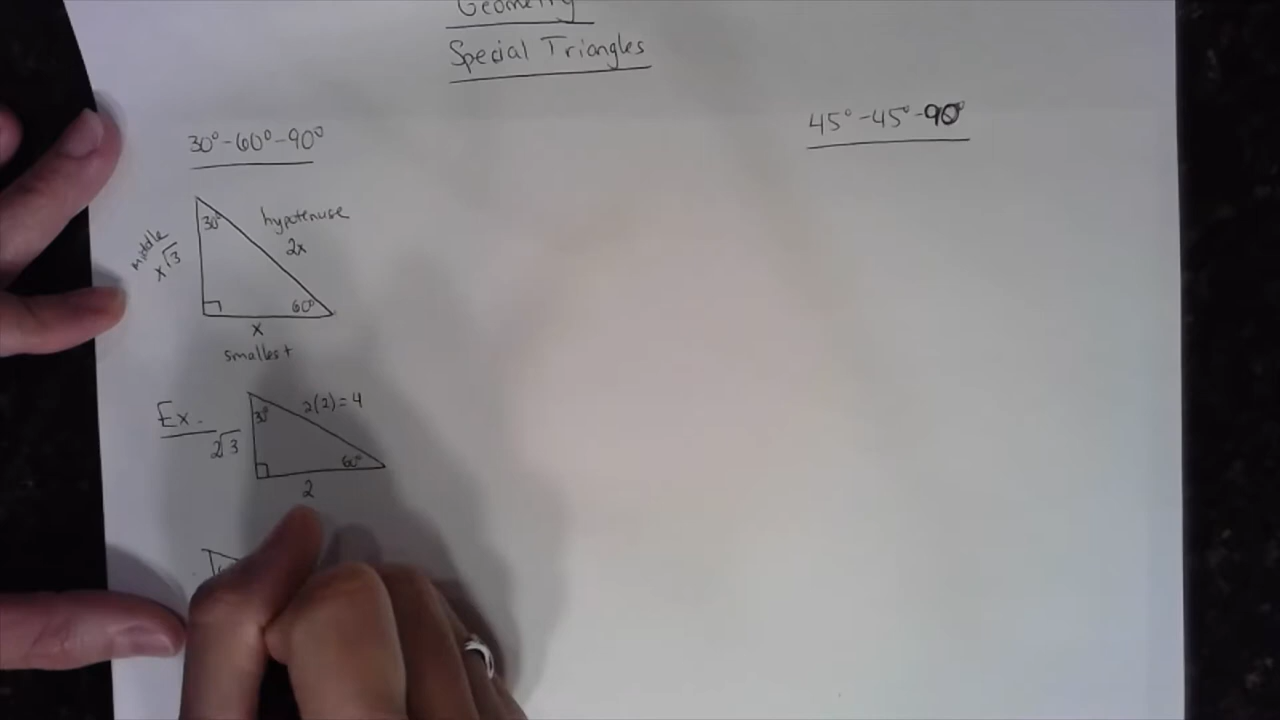 Geometry
Special Triangles
30°-60°-90°
45°-45°-90°
30°
hypotenuse
2x
middle
x√3
60°
x
smallest
Ex.
30°
2(2)=4
2√3
60°
2